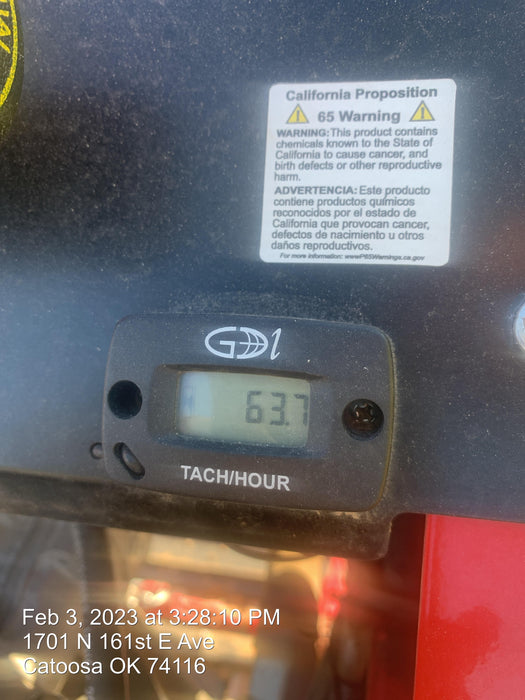 California Proposition
65 Warning
WARNING: This product contains
chemicals known to the State of
California to cause cancer, and
birth defects or other reproductive
harm.
ADVERTENCIA: Este producto
contiene productos químicos
reconocidos por el estado de
California que provocan cancer,
defectos de nacimiento u otros
daños reproductivos.
For more information: www.P65Warnings.ca.gov
GDI
63.7
TACH/HOUR
Feb 3, 2023 at 3:28:10 PM
1701 N 161st E Ave
Catoosa OK 74116